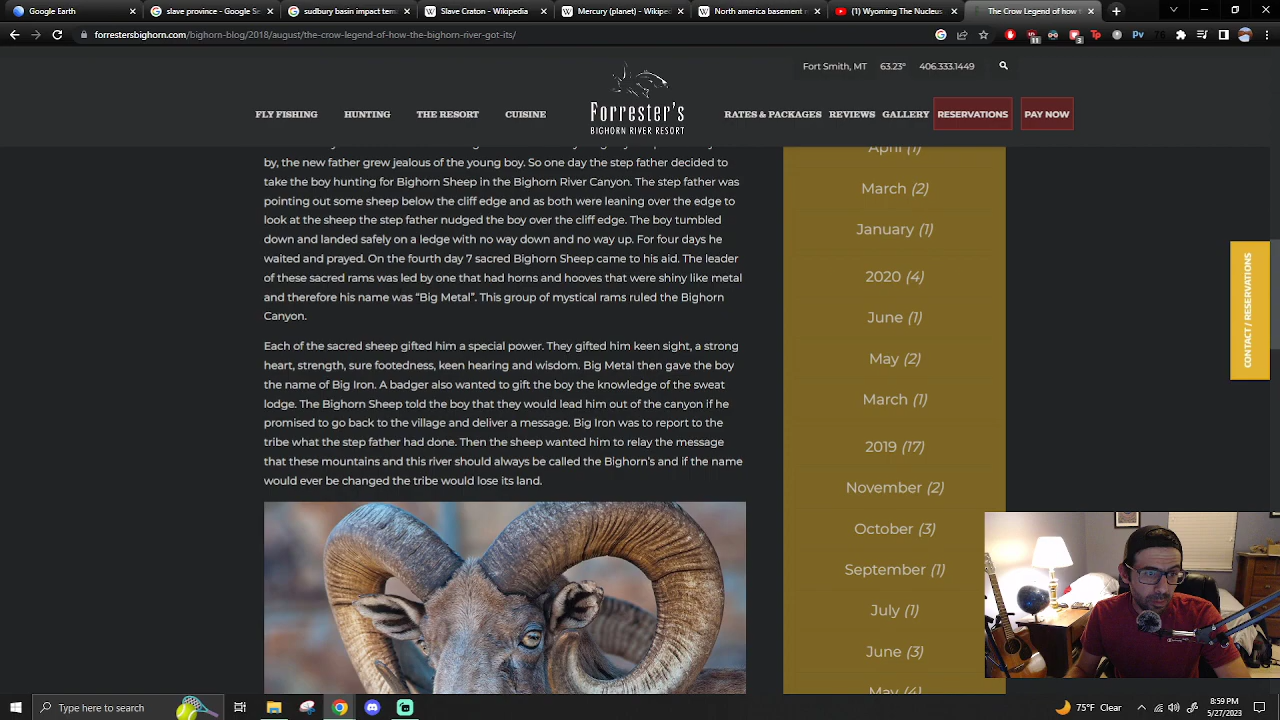 Google
slave province - Google S
sudbury basin impact tem
Slave Craton - Wikipedia
Mercury (planet) - Wikipe
North america basement r
(1) Wyoming The Nucleus
The Crow Legend of how t
forrestersbighorn.com/bighorn-blog/2018/august/the-crow-legend-of-how-the-bighorn-river-got-its/
11
3
Tp
Pv
76
Fort Smith, MT 63.23° 406.333.1449
FLY FISHING HUNTING THE RESORT CUISINE
Forrester's
BIGHORN RIVER RESORT
RATES & PACKAGES REVIEWS GALLERY RESERVATIONS PAY NOW
by, the new father grew jealous of the young boy. So one day the step father decided to
take the boy hunting for Bighorn Sheep in the Bighorn River Canyon. The step father was
pointing out some sheep below the cliff edge and as both were leaning over the edge to
look at the sheep the step father nudged the boy over the cliff edge. The boy tumbled
down and landed safely on a ledge with no way down and no way up. For four days he
waited and prayed. On the fourth day 7 sacred Bighorn Sheep came to his aid. The leader
of these sacred rams was led by one that had horns and hooves that were shiny like metal
and therefore his name was “Big Metal”. This group of mystical rams ruled the Bighorn
Canyon.
Each of the sacred sheep gifted him a special power. They gifted him keen sight, a strong
heart, strength, sure footedness, keen hearing and wisdom. Big Metal then gave the boy
the name of Big Iron. A badger also wanted to gift the boy the knowledge of the sweat
lodge. The Bighorn Sheep told the boy that they would lead him out of the canyon if he
promised to go back to the village and deliver a message. Big Iron was to report to the
tribe what the step father had done. Then the sheep wanted him to relay the message
that these mountains and this river should always be called the Bighorn's and if the name
would ever be changed the tribe would lose its land.
April (1)
March (2)
January (1)
2020 (4)
June (1)
May (2)
March (1)
2019 (17)
November (2)
October (3)
September (1)
July (1)
June (3)
May (4)
CONTACT / RESERVATIONS
Type here to search
75°F Clear
8:59 PM
5/27/2023